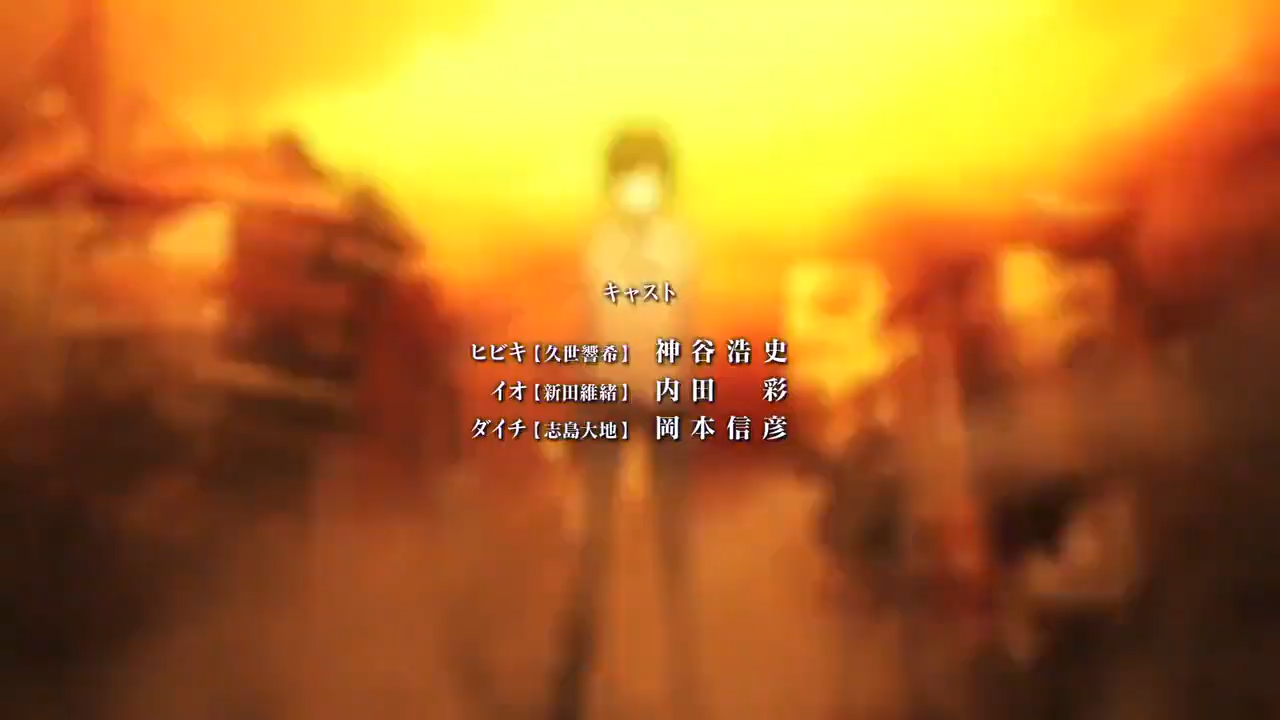 キャスト
ヒビキ【久世響希】 神谷浩史
イオ【新田維緒】 内田 彩
ダイチ【志島大地】 岡本信彦